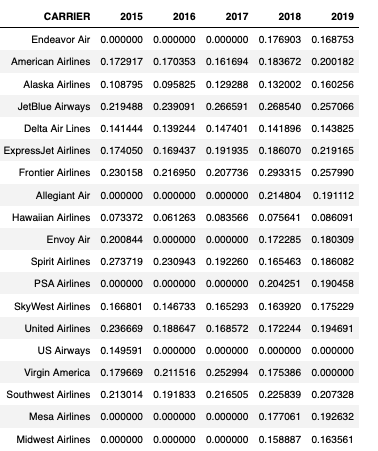 CARRIER 2015 2016 2017 2018 2019
Endeavor Air 0.000000 0.000000 0.000000 0.176903 0.168753
American Airlines 0.172917 0.170353 0.161694 0.183672 0.200182
Alaska Airlines 0.108795 0.095825 0.129288 0.132002 0.160256
JetBlue Airways 0.219488 0.239091 0.266591 0.268540 0.257066
Delta Air Lines 0.141444 0.139244 0.147401 0.141896 0.143825
ExpressJet Airlines 0.174050 0.169437 0.191935 0.186070 0.219165
Frontier Airlines 0.230158 0.216950 0.207736 0.293315 0.257990
Allegiant Air 0.000000 0.000000 0.000000 0.214804 0.191112
Hawaiian Airlines 0.073372 0.061263 0.083566 0.075641 0.086091
Envoy Air 0.200844 0.000000 0.000000 0.172285 0.180309
Spirit Airlines 0.273719 0.230943 0.192260 0.165463 0.186082
PSA Airlines 0.000000 0.000000 0.000000 0.204251 0.190458
SkyWest Airlines 0.166801 0.146733 0.165293 0.163920 0.175229
United Airlines 0.236669 0.188647 0.168572 0.172244 0.194691
US Airways 0.149591 0.000000 0.000000 0.000000 0.000000
Virgin America 0.179669 0.211516 0.252994 0.175386 0.000000
Southwest Airlines 0.213014 0.191833 0.216505 0.225839 0.207328
Mesa Airlines 0.000000 0.000000 0.000000 0.177061 0.192632
Midwest Airlines 0.000000 0.000000 0.000000 0.158887 0.163561